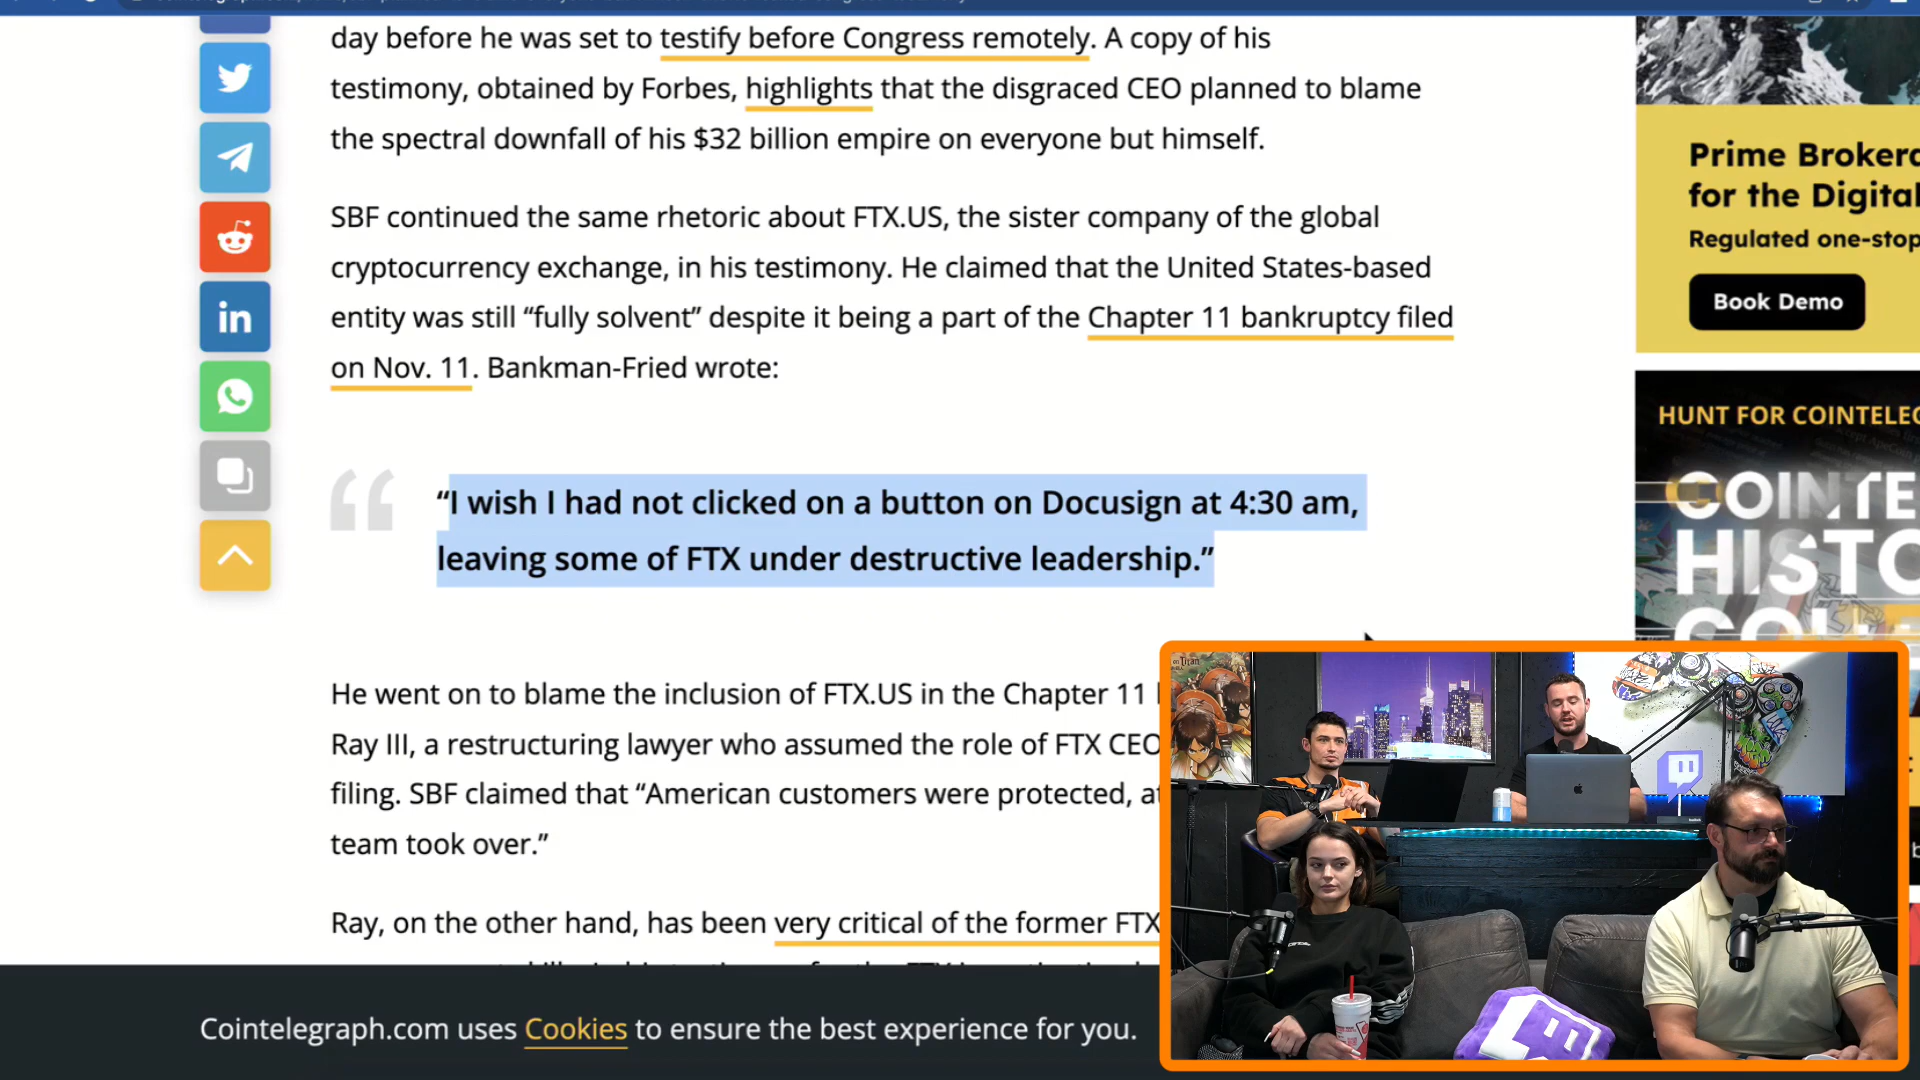 day before he was set to testify before Congress remotely. A copy of his
testimony, obtained by Forbes, highlights that the disgraced CEO planned to blame
the spectral downfall of his $32 billion empire on everyone but himself.
SBF continued the same rhetoric about FTX.US, the sister company of the global
cryptocurrency exchange, in his testimony. He claimed that the United States-based
entity was still “fully solvent” despite it being a part of the Chapter 11 bankruptcy filed
on Nov. 11. Bankman-Fried wrote:
“I wish I had not clicked on a button on Docusign at 4:30 am,
leaving some of FTX under destructive leadership.”
He went on to blame the inclusion of FTX.US in the Chapter 11
Ray III, a restructuring lawyer who assumed the role of FTX CEO
filing. SBF claimed that “American customers were protected, at
team took over.”
Ray, on the other hand, has been very critical of the former FTX
Cointelegraph.com uses Cookies to ensure the best experience for you.
Prime Brokera
for the Digital
Regulated one-stop
Book Demo
HUNT FOR COINTELEG
COINTE
HISTO
COL
in